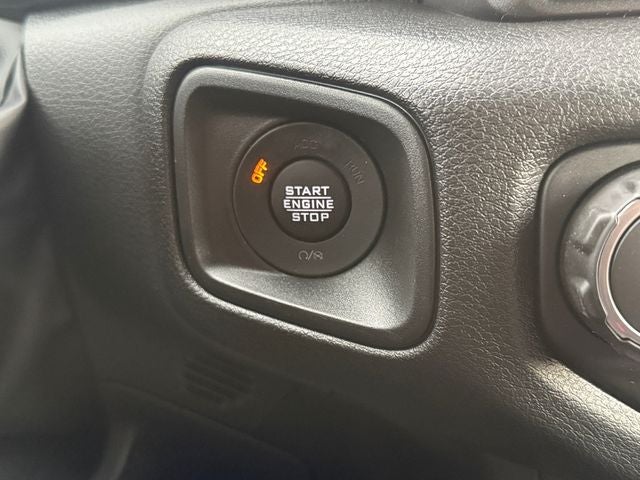 ACC
OFF
RUN
START
ENGINE
STOP